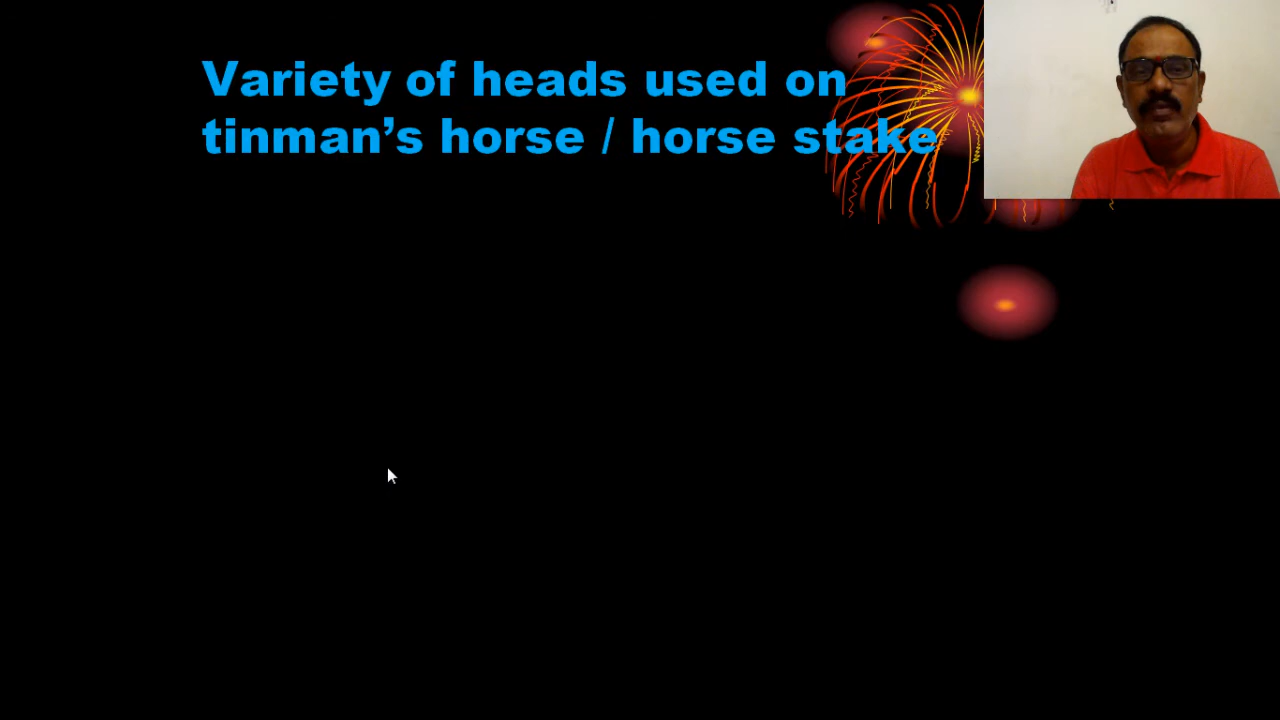 Variety of heads used on
tinman’s horse / horse stake